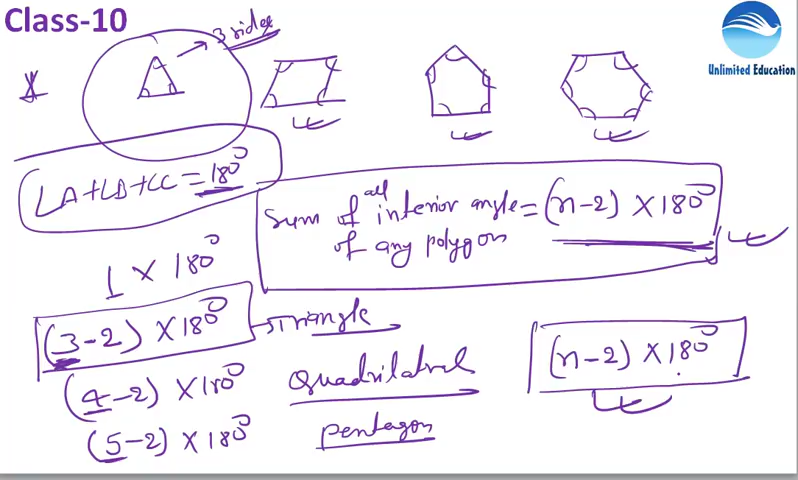 Class-10
Unlimited Education
3 sides
∠A+∠B+∠C=180°
Sum of all interior angle=(n-2)×180°
of any polygon
1×180°
(3-2)×180° triangle
(4-2)×180° Quadrilatral
(5-2)×180° pentagon
(n-2)×180°